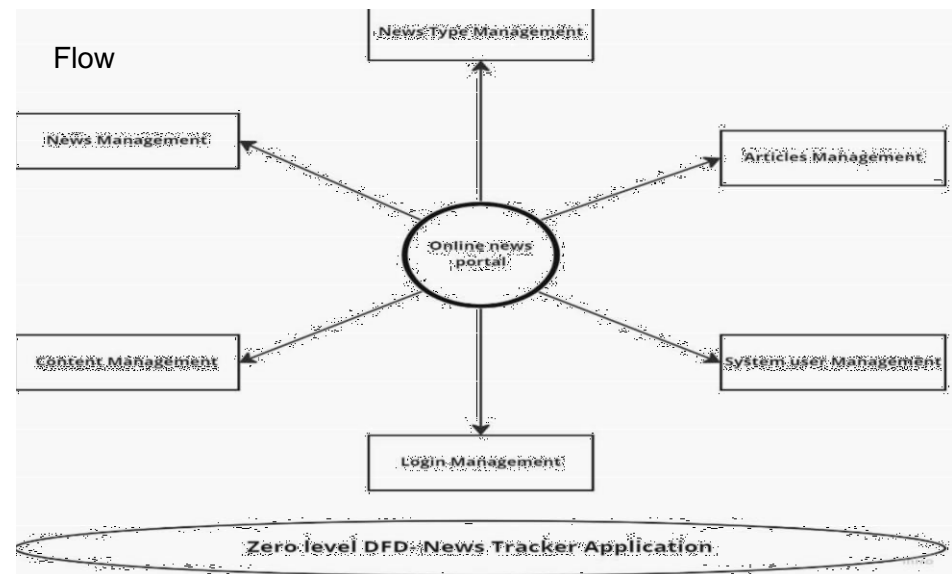 News Type Management
Flow
News Management
Articles Management
Online news
portal
Content Management
System user Management
Login Management
Zero level DFD- News Tracker Application
miro